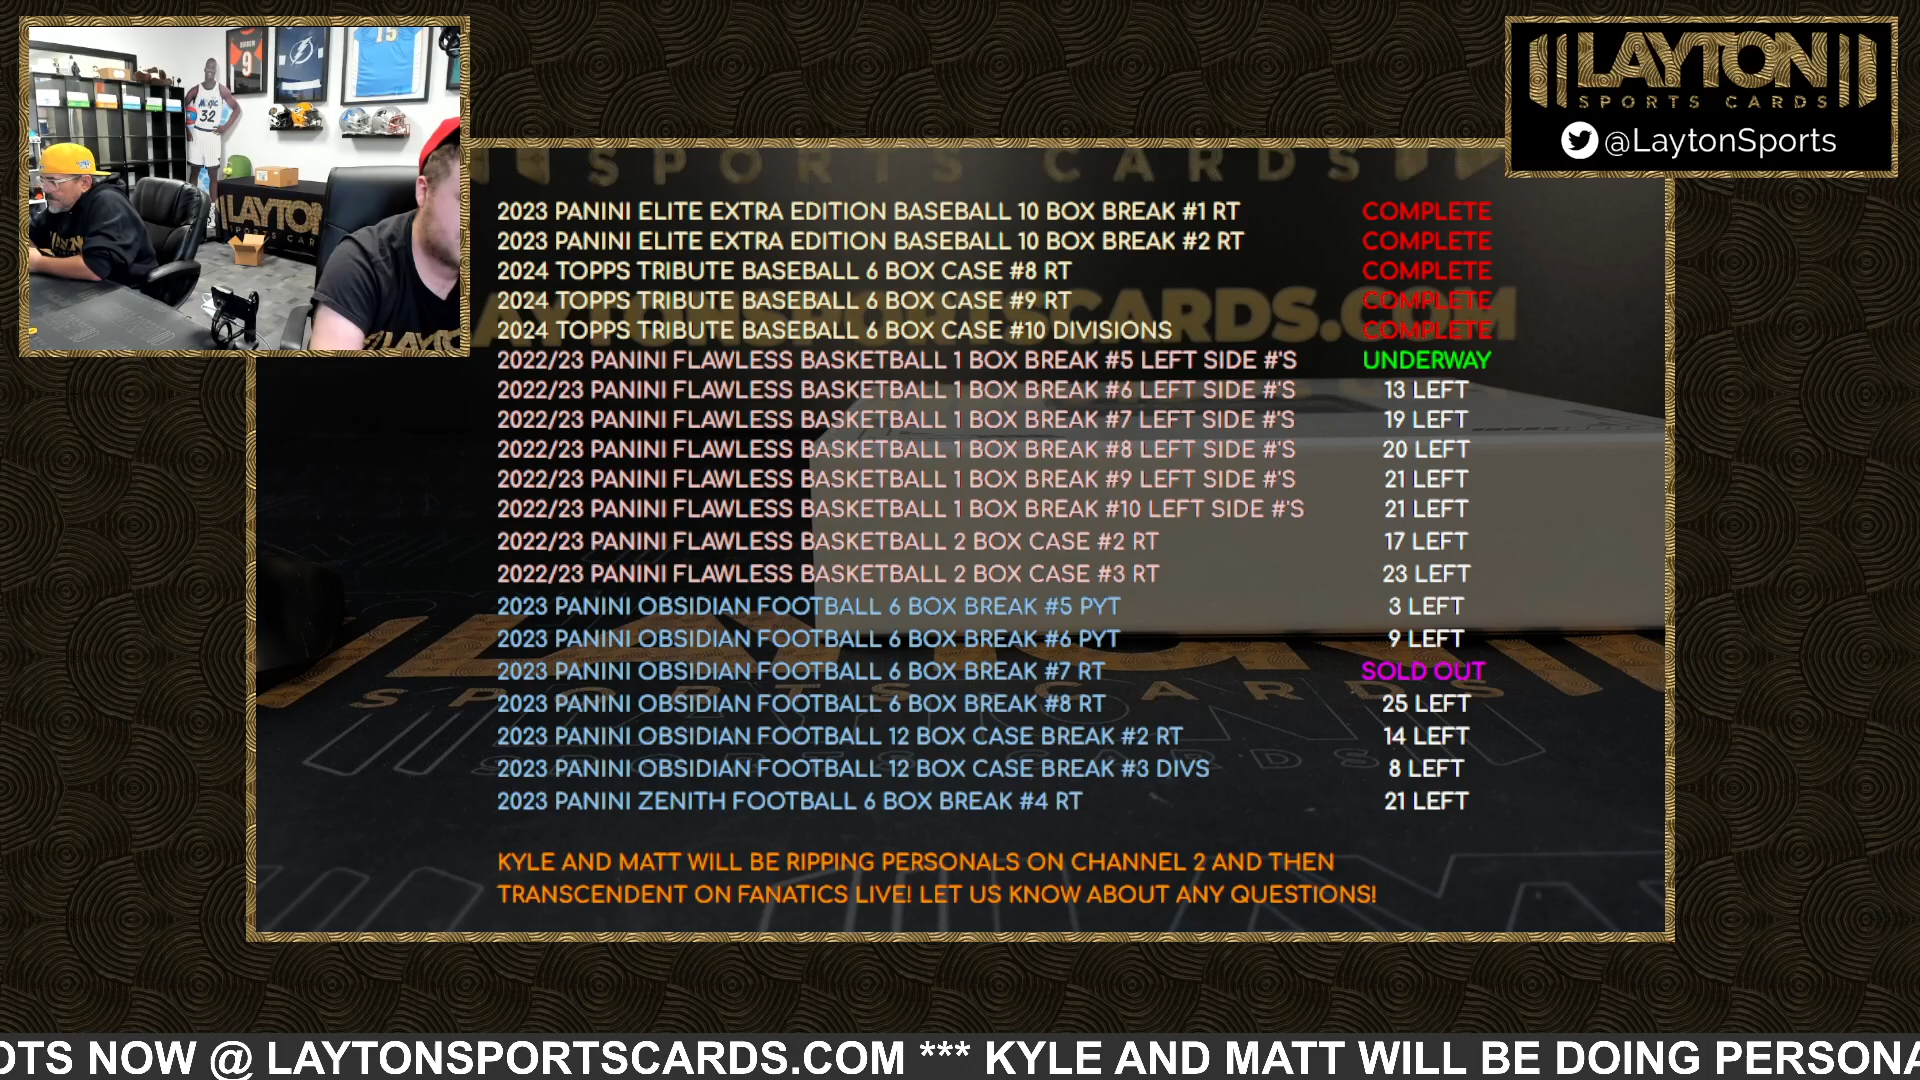 LAYTON
SPORTS CARDS
@LaytonSports
9
15
Magic
32
LAYTON
SPORTS CARDS
2023 PANINI ELITE EXTRA EDITION BASEBALL 10 BOX BREAK #1 RT COMPLETE
2023 PANINI ELITE EXTRA EDITION BASEBALL 10 BOX BREAK #2 RT COMPLETE
2024 TOPPS TRIBUTE BASEBALL 6 BOX CASE #8 RT COMPLETE
2024 TOPPS TRIBUTE BASEBALL 6 BOX CASE #9 RT COMPLETE
2024 TOPPS TRIBUTE BASEBALL 6 BOX CASE #10 DIVISIONS COMPLETE
2022/23 PANINI FLAWLESS BASKETBALL 1 BOX BREAK #5 LEFT SIDE #'S UNDERWAY
2022/23 PANINI FLAWLESS BASKETBALL 1 BOX BREAK #6 LEFT SIDE #'S 13 LEFT
2022/23 PANINI FLAWLESS BASKETBALL 1 BOX BREAK #7 LEFT SIDE #'S 19 LEFT
2022/23 PANINI FLAWLESS BASKETBALL 1 BOX BREAK #8 LEFT SIDE #'S 20 LEFT
2022/23 PANINI FLAWLESS BASKETBALL 1 BOX BREAK #9 LEFT SIDE #'S 21 LEFT
2022/23 PANINI FLAWLESS BASKETBALL 1 BOX BREAK #10 LEFT SIDE #'S 21 LEFT
2022/23 PANINI FLAWLESS BASKETBALL 2 BOX CASE #2 RT 17 LEFT
2022/23 PANINI FLAWLESS BASKETBALL 2 BOX CASE #3 RT 23 LEFT
2023 PANINI OBSIDIAN FOOTBALL 6 BOX BREAK #5 PYT 3 LEFT
2023 PANINI OBSIDIAN FOOTBALL 6 BOX BREAK #6 PYT 9 LEFT
2023 PANINI OBSIDIAN FOOTBALL 6 BOX BREAK #7 RT SOLD OUT
2023 PANINI OBSIDIAN FOOTBALL 6 BOX BREAK #8 RT 25 LEFT
2023 PANINI OBSIDIAN FOOTBALL 12 BOX CASE BREAK #2 RT 14 LEFT
2023 PANINI OBSIDIAN FOOTBALL 12 BOX CASE BREAK #3 DIVS 8 LEFT
2023 PANINI ZENITH FOOTBALL 6 BOX BREAK #4 RT 21 LEFT
KYLE AND MATT WILL BE RIPPING PERSONALS ON CHANNEL 2 AND THEN
TRANSCENDENT ON FANATICS LIVE! LET US KNOW ABOUT ANY QUESTIONS!
OTS NOW @ LAYTONSPORTSCARDS.COM *** KYLE AND MATT WILL BE DOING PERSONA